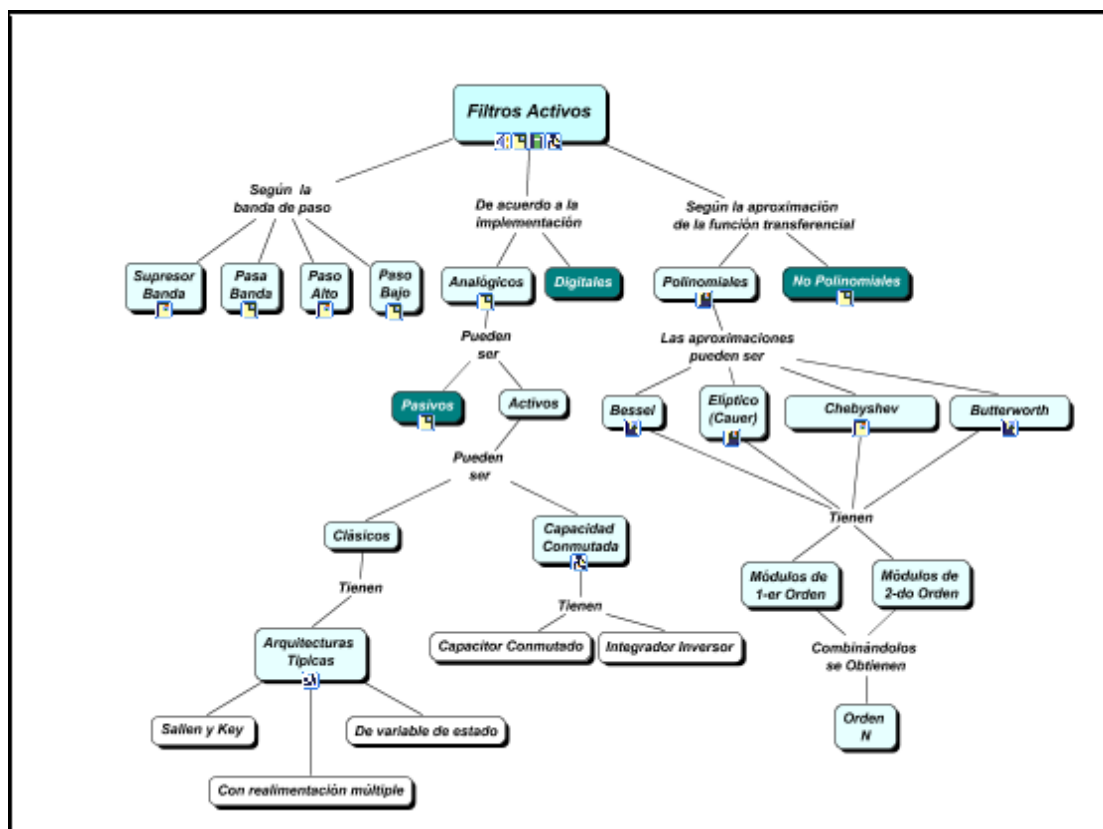 Filtros Activos
Según la
banda de paso
De acuerdo a la
implementación
Según la aproximación
de la función transferencial
Supresor
Banda
Pasa
Banda
Paso
Alto
Paso
Bajo
Analógicos
Digitales
Polinomiales
No Polinomiales
Pueden
ser
Las aproximaciones
pueden ser
Pasivos
Activos
Bessel
Elíptico
(Cauer)
Chebyshev
Butterworth
Pueden
ser
Clásicos
Capacidad
Conmutada
Tienen
Tienen
Tienen
Módulos de
1-er Orden
Módulos de
2-do Orden
Arquitecturas
Típicas
Capacitor Conmutado
Integrador Inversor
Combinándolos
se Obtienen
Sallen y Key
De variable de estado
Orden
N
Con realimentación múltiple